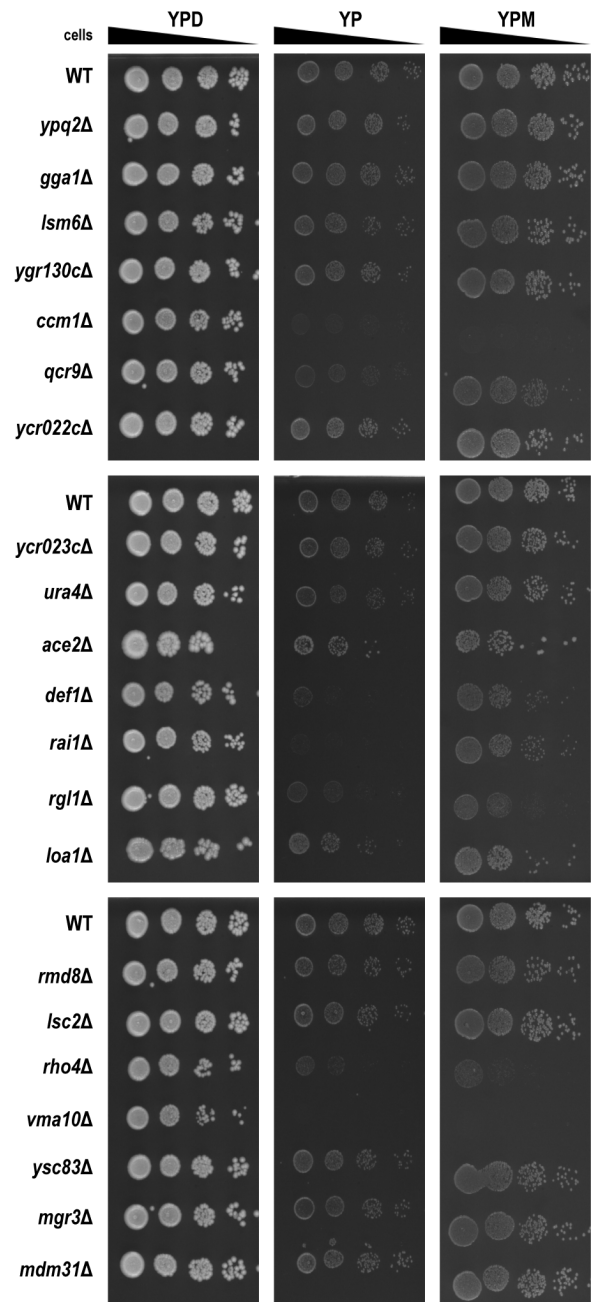 YPD YP YPM
cells
WT
ypq2Δ
gga1Δ
lsm6Δ
ygr130cΔ
ccm1Δ
qcr9Δ
ycr022cΔ
WT
ycr023cΔ
ura4Δ
ace2Δ
def1Δ
rai1Δ
rgl1Δ
loa1Δ
WT
rmd8Δ
lsc2Δ
rho4Δ
vma10Δ
ysc83Δ
mgr3Δ
mdm31Δ